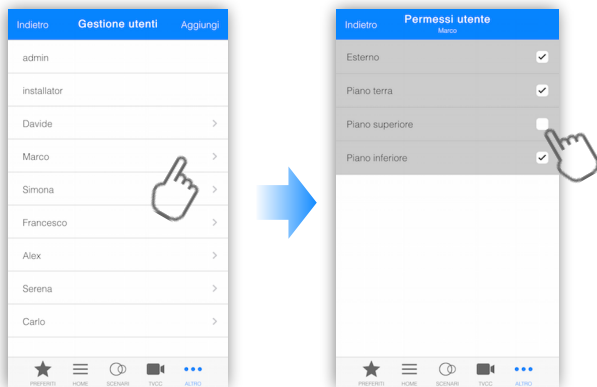 Indietro Gestione utenti Aggiungi
admin
installator
Davide
Marco
Simona
Francesco
Alex
Serena
Carlo
PREFERITI HOME SCENARI TVCC ALTRO
Indietro Permessi utente
Marco
Esterno
Piano terra
Piano superiore
Piano inferiore
PREFERITI HOME SCENARI TVCC ALTRO